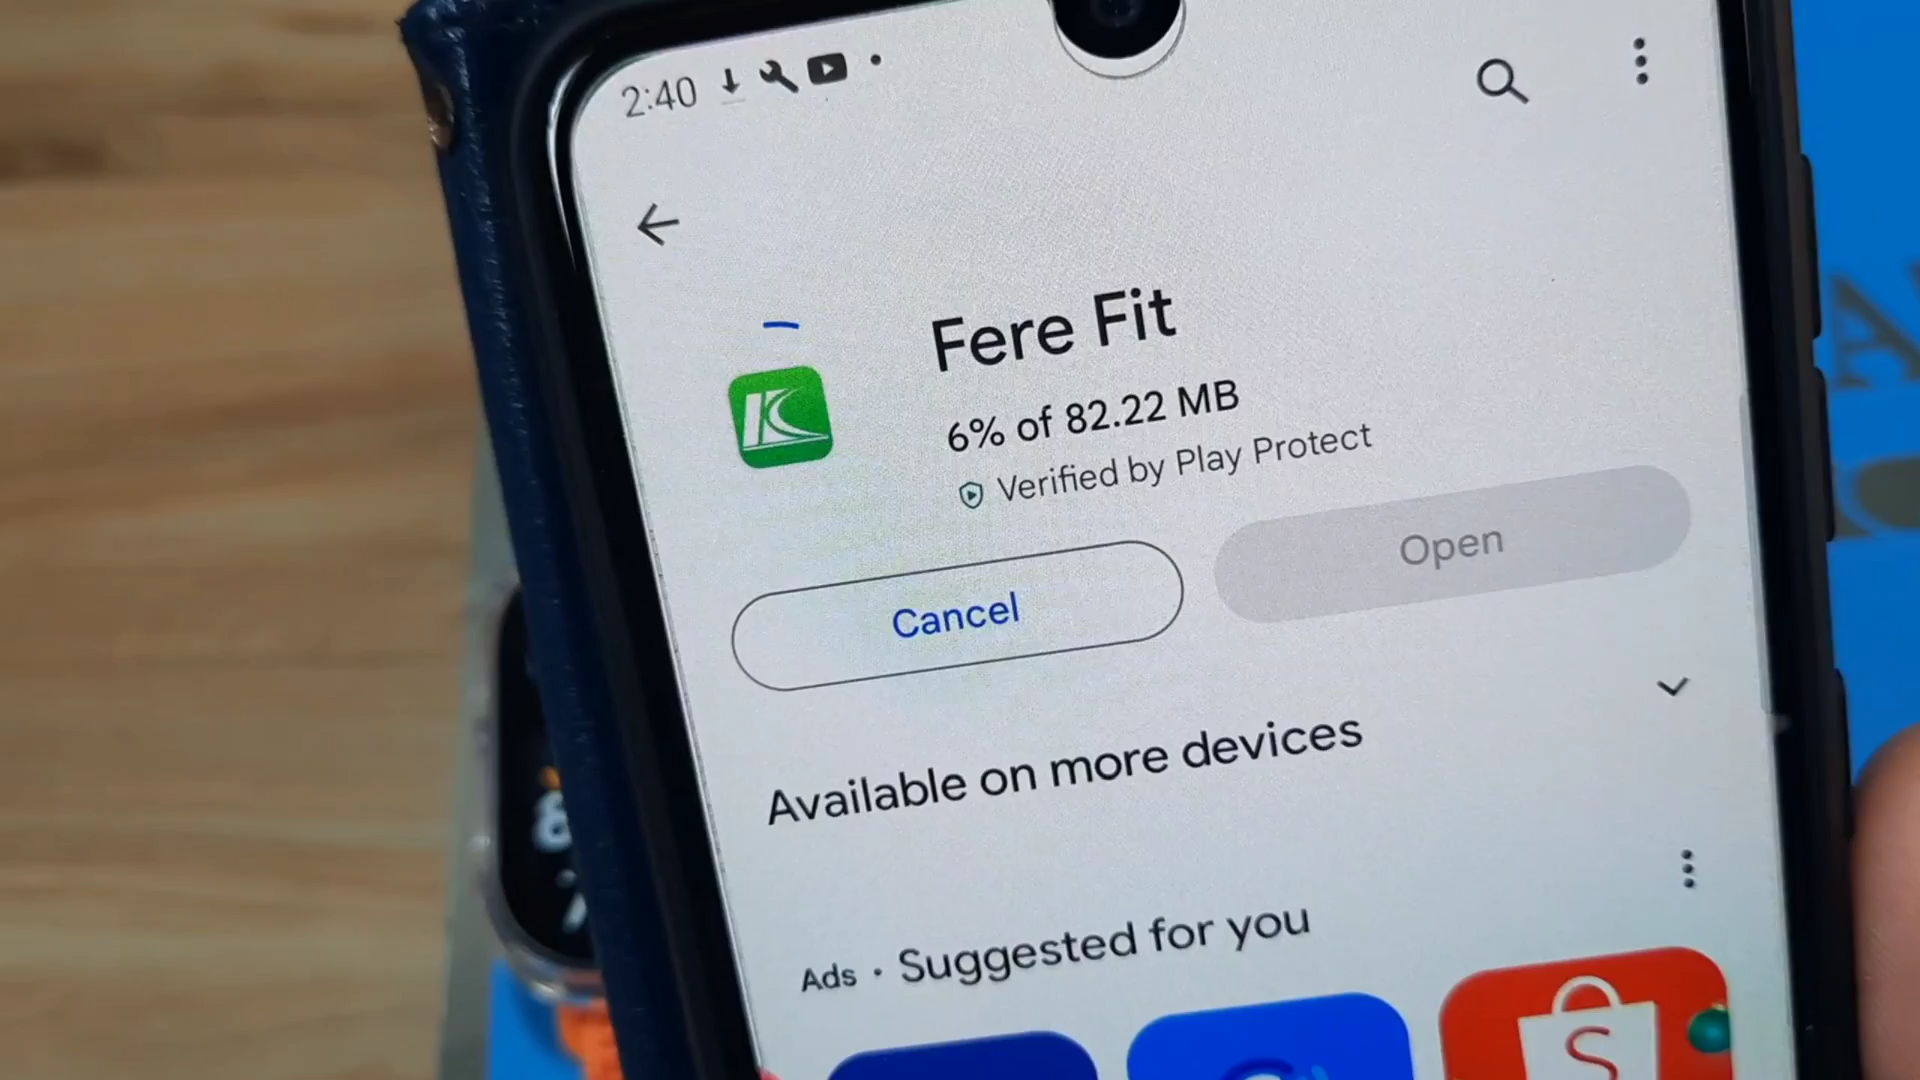 2:40
Fere Fit
6% of 82.22 MB
Verified by Play Protect
Cancel
Open
Available on more devices
Ads · Suggested for you
S
A
8